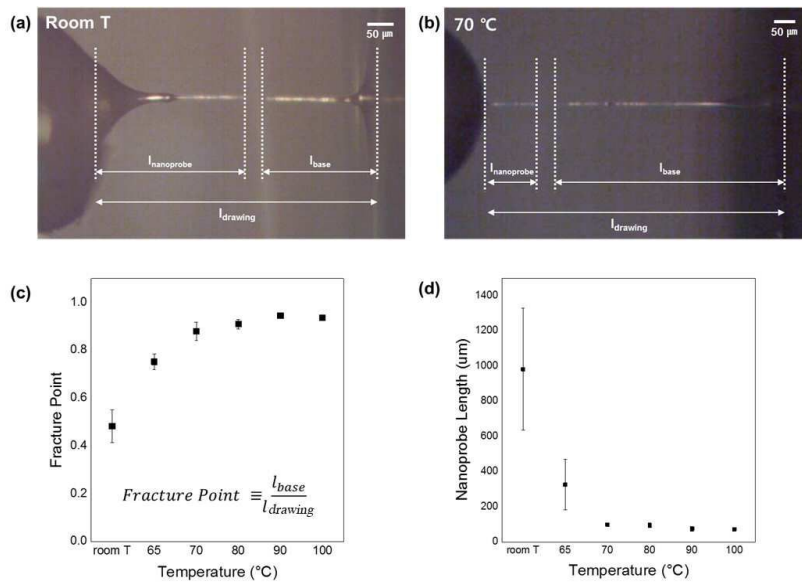 (a)
Room T
50 ㎛
lnanoprobe
lbase
ldrawing
(b)
70 ℃
50 ㎛
lnanoprobe
lbase
ldrawing
(c)
1.0
0.8
0.6
0.4
0.2
0.0
Fracture Point
Fracture Point ≡ lbase/ldrawing
room T 65 70 80 90 100
Temperature (°C)
(d)
1400
1200
1000
800
600
400
200
0
Nanoprobe Length (um)
room T 65 70 80 90 100
Temperature (°C)